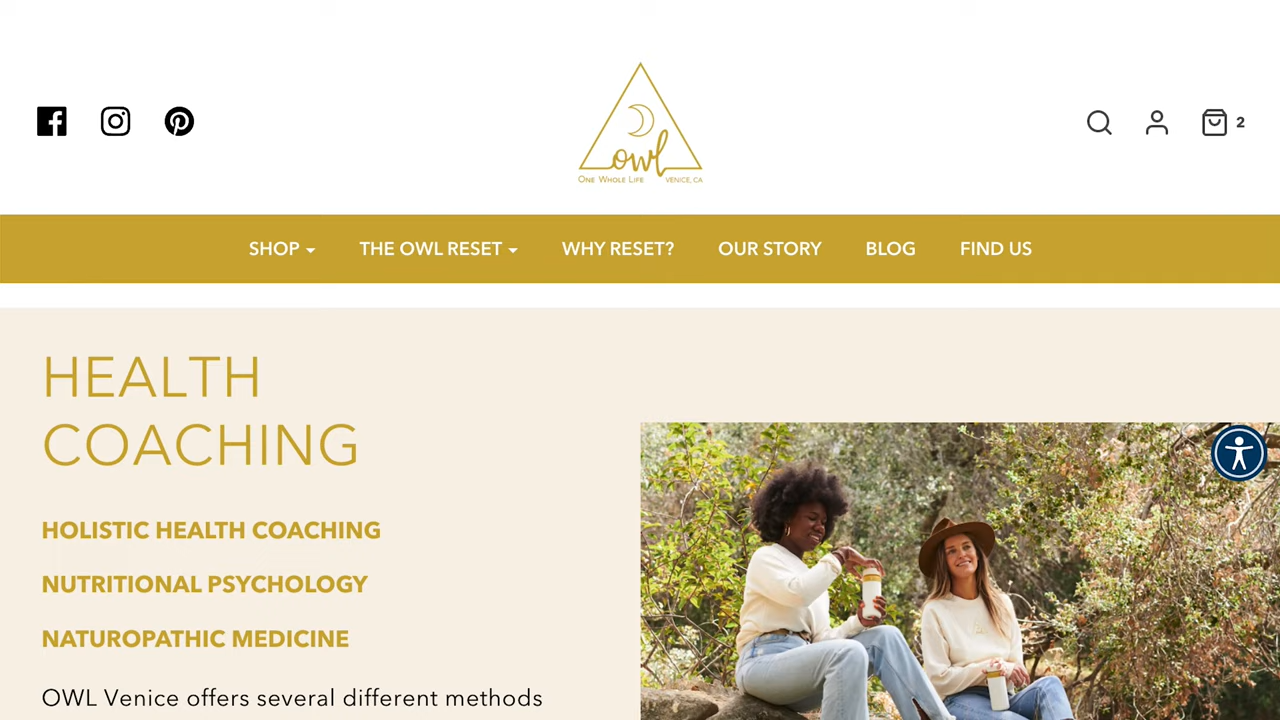 owl
ONE WHOLE LIFE VENICE, CA
2
SHOP THE OWL RESET WHY RESET? OUR STORY BLOG FIND US
HEALTH
COACHING
HOLISTIC HEALTH COACHING
NUTRITIONAL PSYCHOLOGY
NATUROPATHIC MEDICINE
OWL Venice offers several different methods